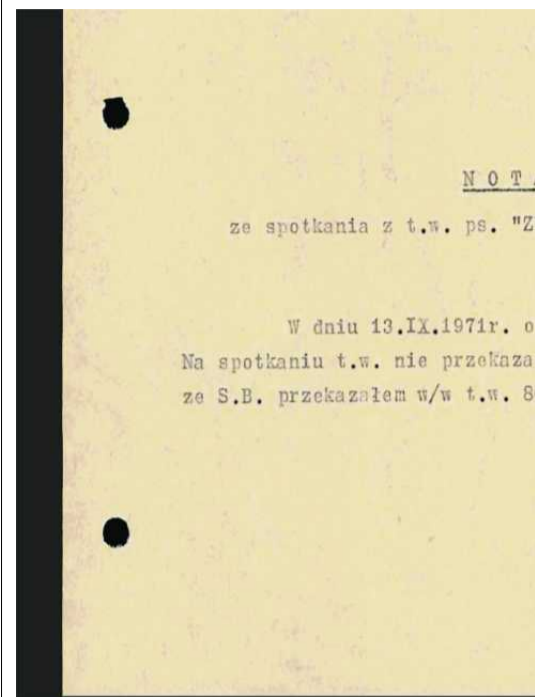 N O T
ze spotkania z t.w. ps. "Z
W dniu 13.IX.1971r. o
Na spotkaniu t.w. nie przekaza
ze S.B. przekazałem w/w t.w. 8